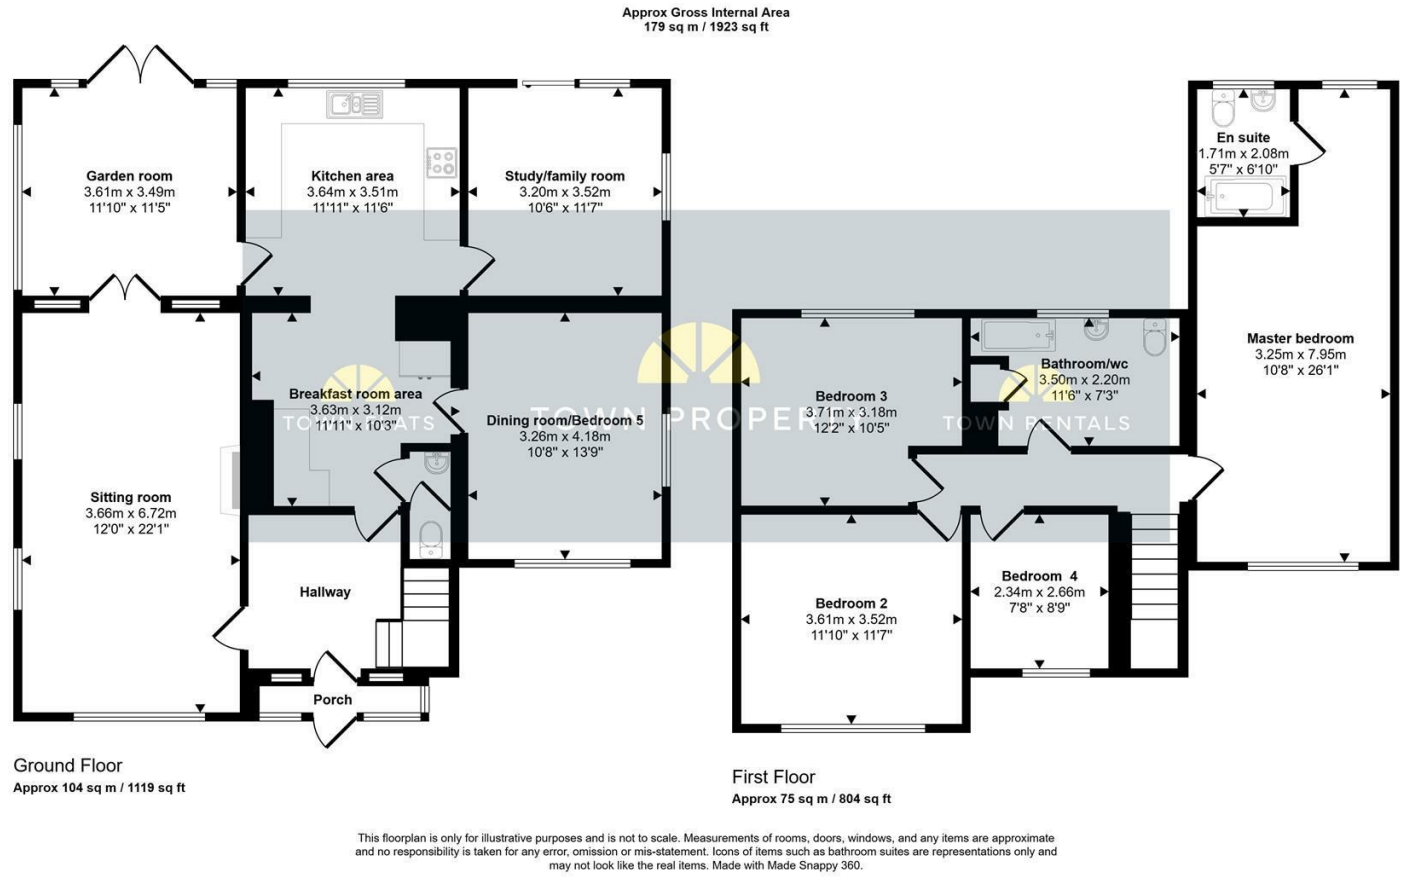 Approx Gross Internal Area
179 sq m / 1923 sq ft
Garden room
3.61m x 3.49m
11'10" x 11'5"
Kitchen area
3.64m x 3.51m
11'11" x 11'6"
Study/family room
3.20m x 3.52m
10'6" x 11'7"
En suite
1.71m x 2.08m
5'7" x 6'10"
Breakfast room area
3.63m x 3.12m
11'11" x 10'3"
Dining room/Bedroom 5
3.26m x 4.18m
10'8" x 13'9"
Bedroom 3
3.71m x 3.18m
12'2" x 10'5"
Bathroom/wc
3.50m x 2.20m
11'6" x 7'3"
Master bedroom
3.25m x 7.95m
10'8" x 26'1"
TOWN FLATS
TOWN PROPERTY
TOWN RENTALS
Sitting room
3.66m x 6.72m
12'0" x 22'1"
Hallway
Porch
Bedroom 2
3.61m x 3.52m
11'10" x 11'7"
Bedroom 4
2.34m x 2.66m
7'8" x 8'9"
Ground Floor
Approx 104 sq m / 1119 sq ft
First Floor
Approx 75 sq m / 804 sq ft
This floorplan is only for illustrative purposes and is not to scale. Measurements of rooms, doors, windows, and any items are approximate
and no responsibility is taken for any error, omission or mis-statement. Icons of items such as bathroom suites are representations only and
may not look like the real items. Made with Made Snappy 360.